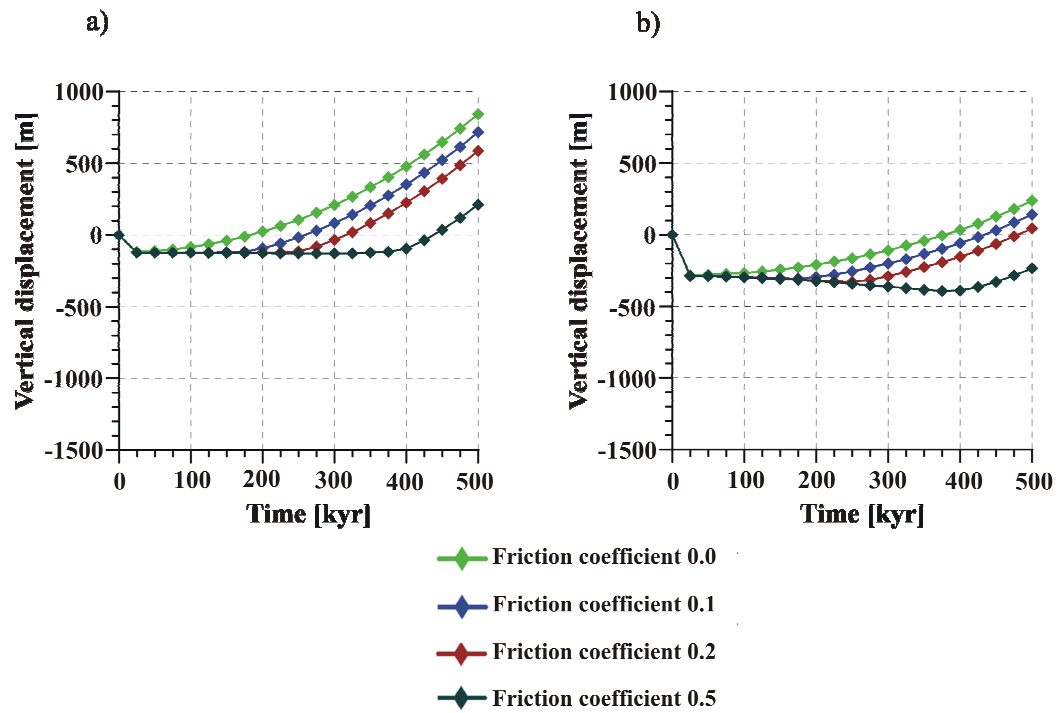 a)
b)
Vertical displacement [m]
1000
500
0
-500
-1000
-1500
0 100 200 300 400 500
Time [kyr]
Vertical displacement [m]
1000
500
0
-500
-1000
-1500
0 100 200 300 400 500
Time [kyr]
Friction coefficient 0.0
Friction coefficient 0.1
Friction coefficient 0.2
Friction coefficient 0.5